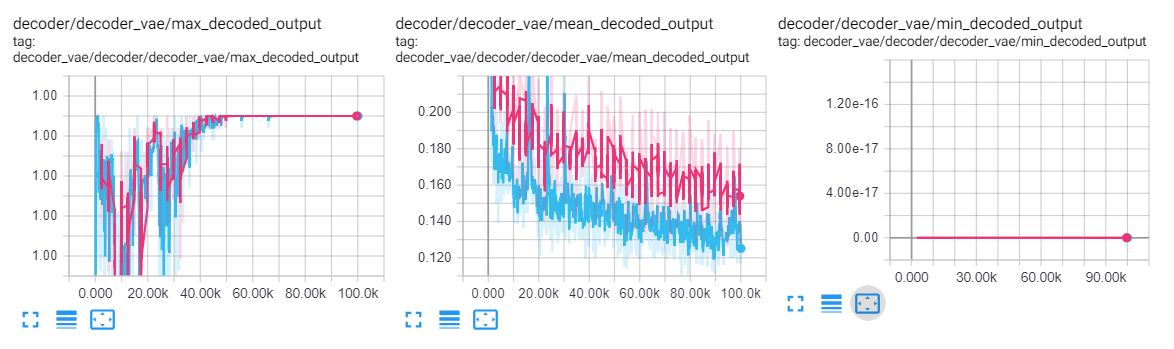 decoder/decoder_vae/max_decoded_output
tag:
decoder_vae/decoder/decoder_vae/max_decoded_output
1.00
1.00
1.00
1.00
1.00
0.000 20.00k 40.00k 60.00k 80.00k 100.0k
decoder/decoder_vae/mean_decoded_output
tag:
decoder_vae/decoder/decoder_vae/mean_decoded_output
0.200
0.180
0.160
0.140
0.120
0.000 20.00k 40.00k 60.00k 80.00k 100.0k
decoder/decoder_vae/min_decoded_output
tag: decoder_vae/decoder/decoder_vae/min_decoded_output
1.20e-16
8.00e-17
4.00e-17
0.00
0.000 30.00k 60.00k 90.00k